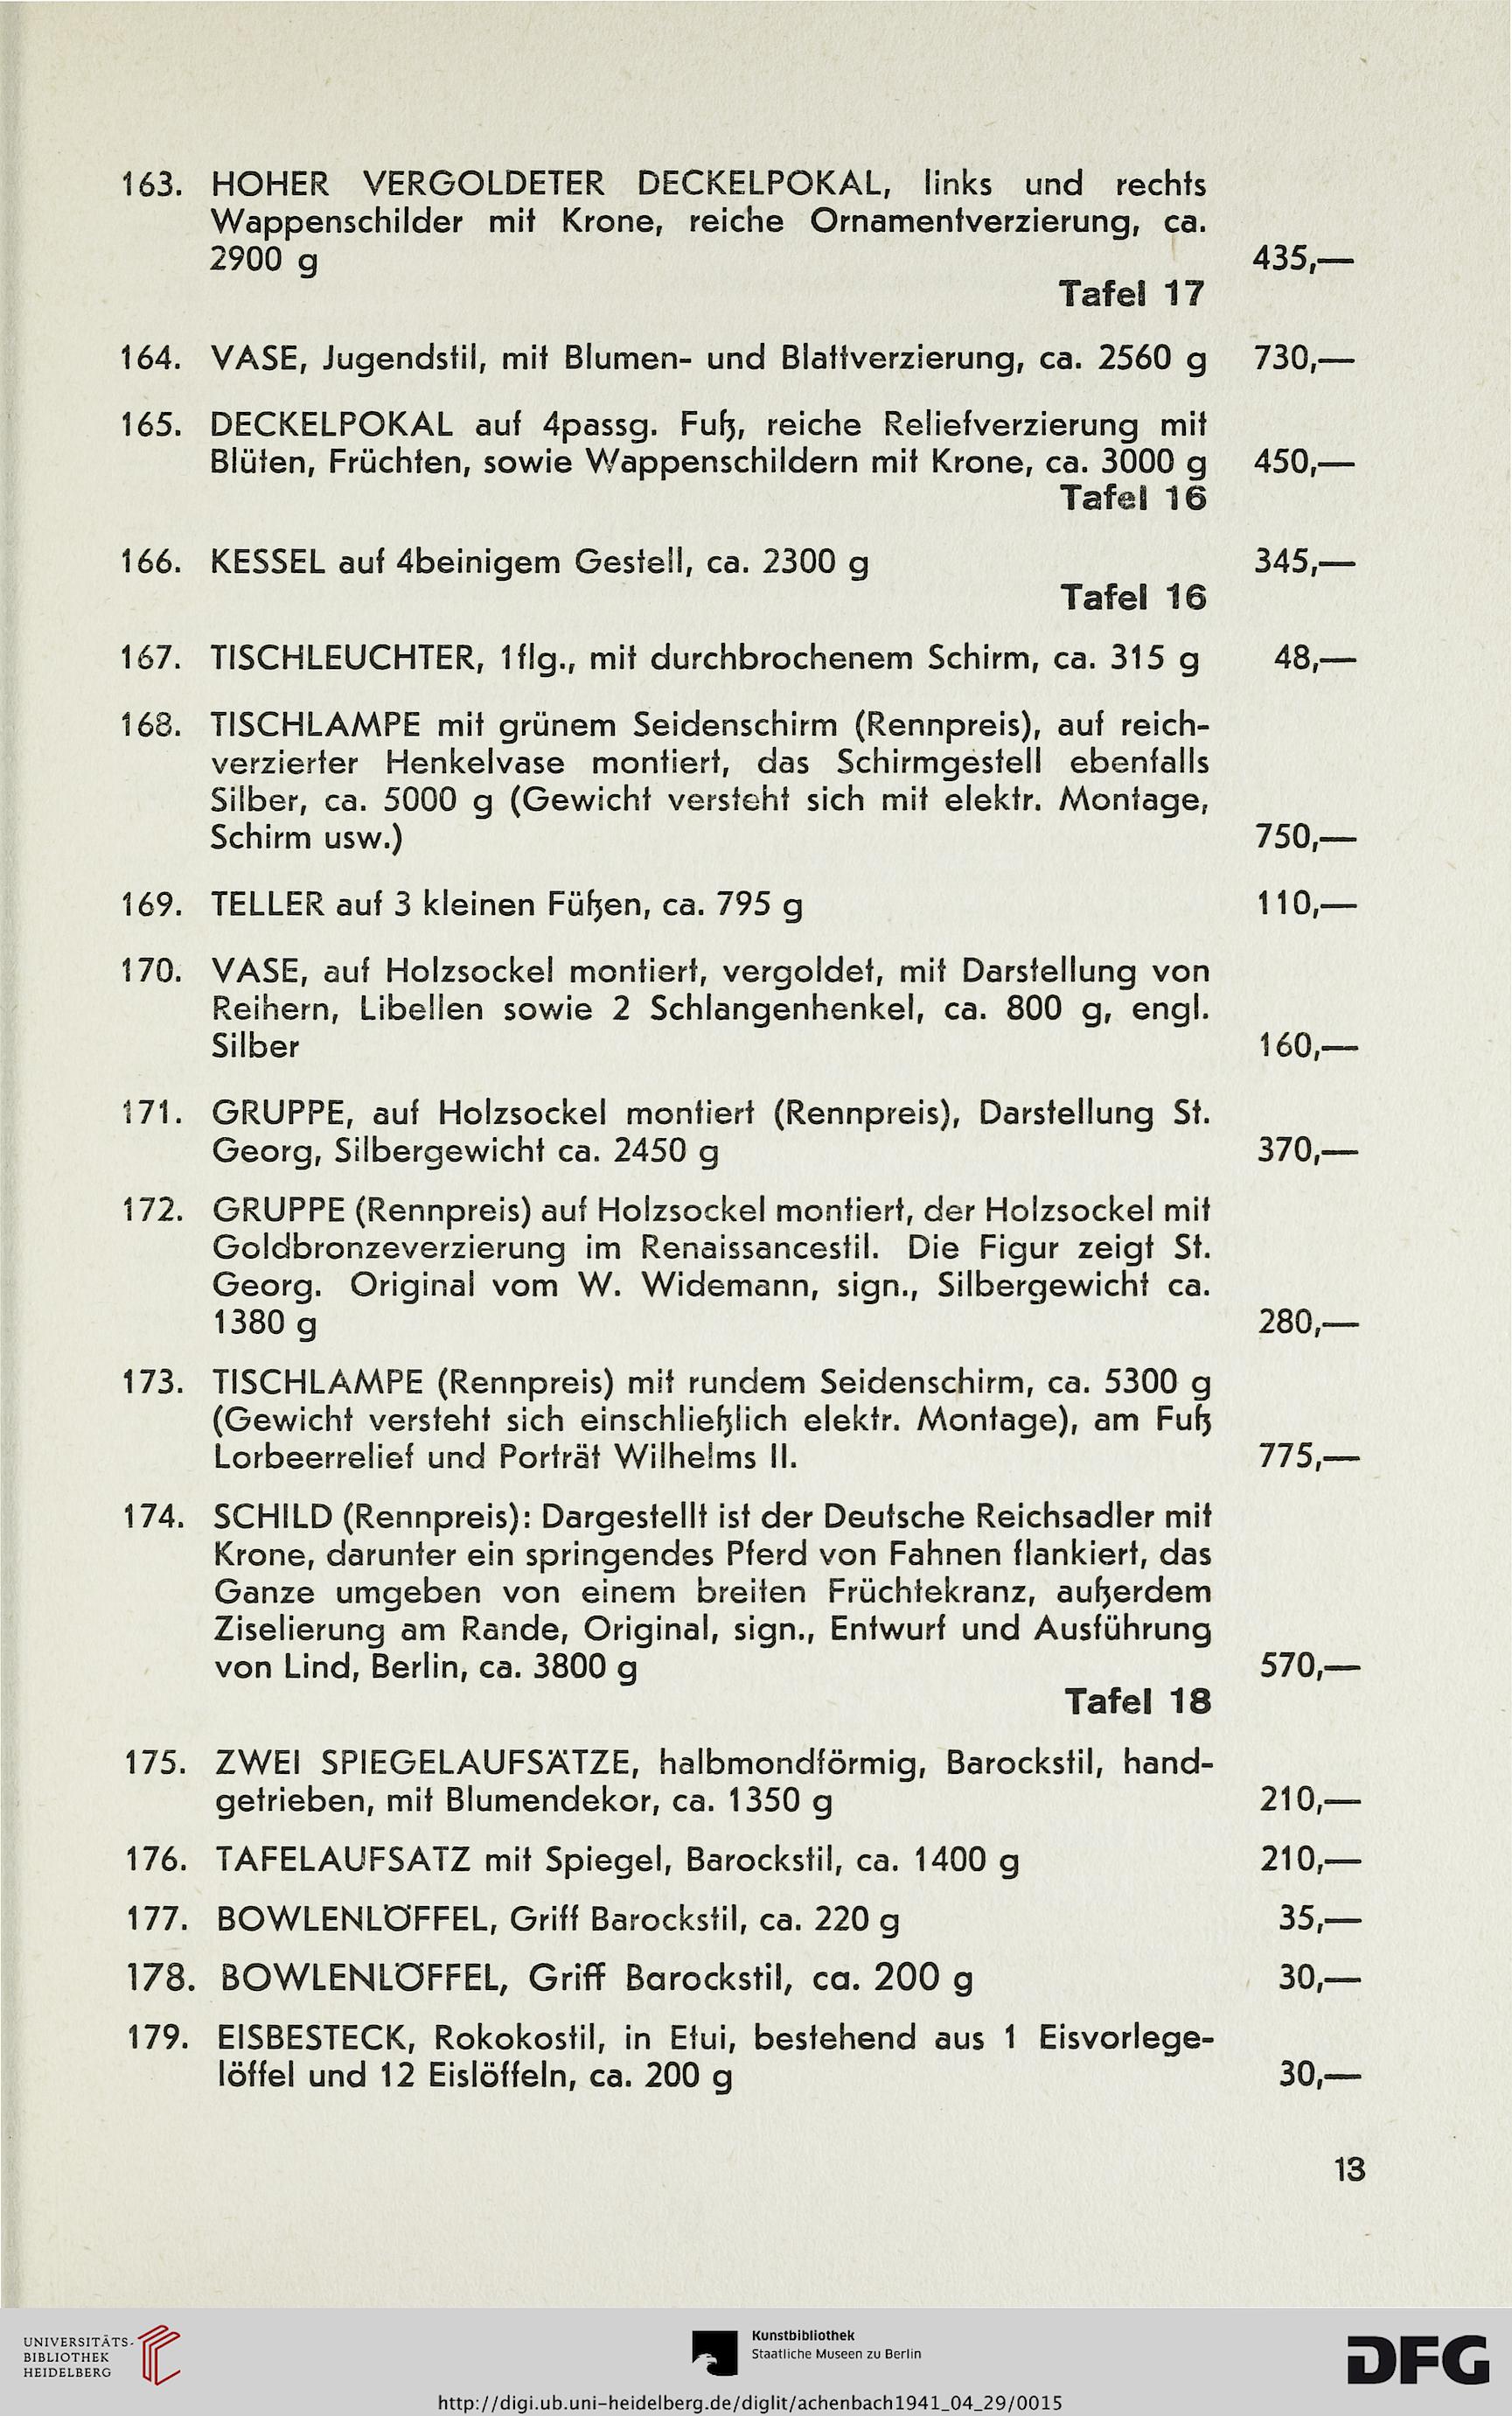 163. HOHER VERGOLDETER DECKELPOKAL, links und rechts
Wappenschilder mit Krone, reiche Ornamentverzierung, ca.
2900 g 435,—
Tafel 17
164. VASE, Jugendstil, mit Blumen- und Blattverzierung, ca. 2560 g 730,—
165. DECKELPOKAL auf 4passg. Fuß, reiche Reliefverzierung mit
Blüten, Früchten, sowie Wappenschildern mit Krone, ca. 3000 g 450,—
Tafel 16
166. KESSEL auf 4beinigem Gestell, ca. 2300 g 345,—
Tafel 16
167. TISCHLEUCHTER, 1flg., mit durchbrochenem Schirm, ca. 315 g 48,—
168. TISCHLAMPE mit grünem Seidenschirm (Rennpreis), auf reich-
verzierter Henkelvase montiert, das Schirmgestell ebenfalls
Silber, ca. 5000 g (Gewicht versteht sich mit elektr. Montage,
Schirm usw.) 750,—
169. TELLER auf 3 kleinen Füßen, ca. 795 g 110,—
170. VASE, auf Holzsockel montiert, vergoldet, mit Darstellung von
Reihern, Libellen sowie 2 Schlangenhenkel, ca. 800 g, engl.
Silber 160,—
171. GRUPPE, auf Holzsockel montiert (Rennpreis), Darstellung St.
Georg, Silbergewicht ca. 2450 g 370,—
172. GRUPPE (Rennpreis) auf Holzsockel montiert, der Holzsockel mit
Goldbronzeverzierung im Renaissancestil. Die Figur zeigt St.
Georg. Original vom W. Widemann, sign., Silbergewicht ca.
1380 g 280,—
173. TISCHLAMPE (Rennpreis) mit rundem Seidenschirm, ca. 5300 g
(Gewicht versteht sich einschließlich elektr. Montage), am Fuß
Lorbeerrelief und Porträt Wilhelms II. 775,—
174. SCHILD (Rennpreis): Dargestellt ist der Deutsche Reichsadler mit
Krone, darunter ein springendes Pferd von Fahnen flankiert, das
Ganze umgeben von einem breiten Früchtekranz, außerdem
Ziselierung am Rande, Original, sign., Entwurf und Ausführung
von Lind, Berlin, ca. 3800 g 570,—
Tafel 18
175. ZWEI SPIEGELAUFSÄTZE, halbmondförmig, Barockstil, hand-
getrieben, mit Blumendekor, ca. 1350 g 210,—
176. TAFELAUFSATZ mit Spiegel, Barockstil, ca. 1400 g 210,—
177. BOWLENLÖFFEL, Griff Barockstil, ca. 220 g 35,—
178. BOWLENLÖFFEL, Griff Barockstil, ca. 200 g 30,—
179. EISBESTECK, Rokokostil, in Etui, bestehend aus 1 Eisvorlege-
löffel und 12 Eislöffeln, ca. 200 g 30,—
13
UNIVERSITÄTS-
BIBLIOTHEK
HEIDELBERG
Kunstbibliothek
Staatliche Museen zu Berlin
DFG
http://digi.ub.uni-heidelberg.de/diglit/achenbach1941_04_29/0015